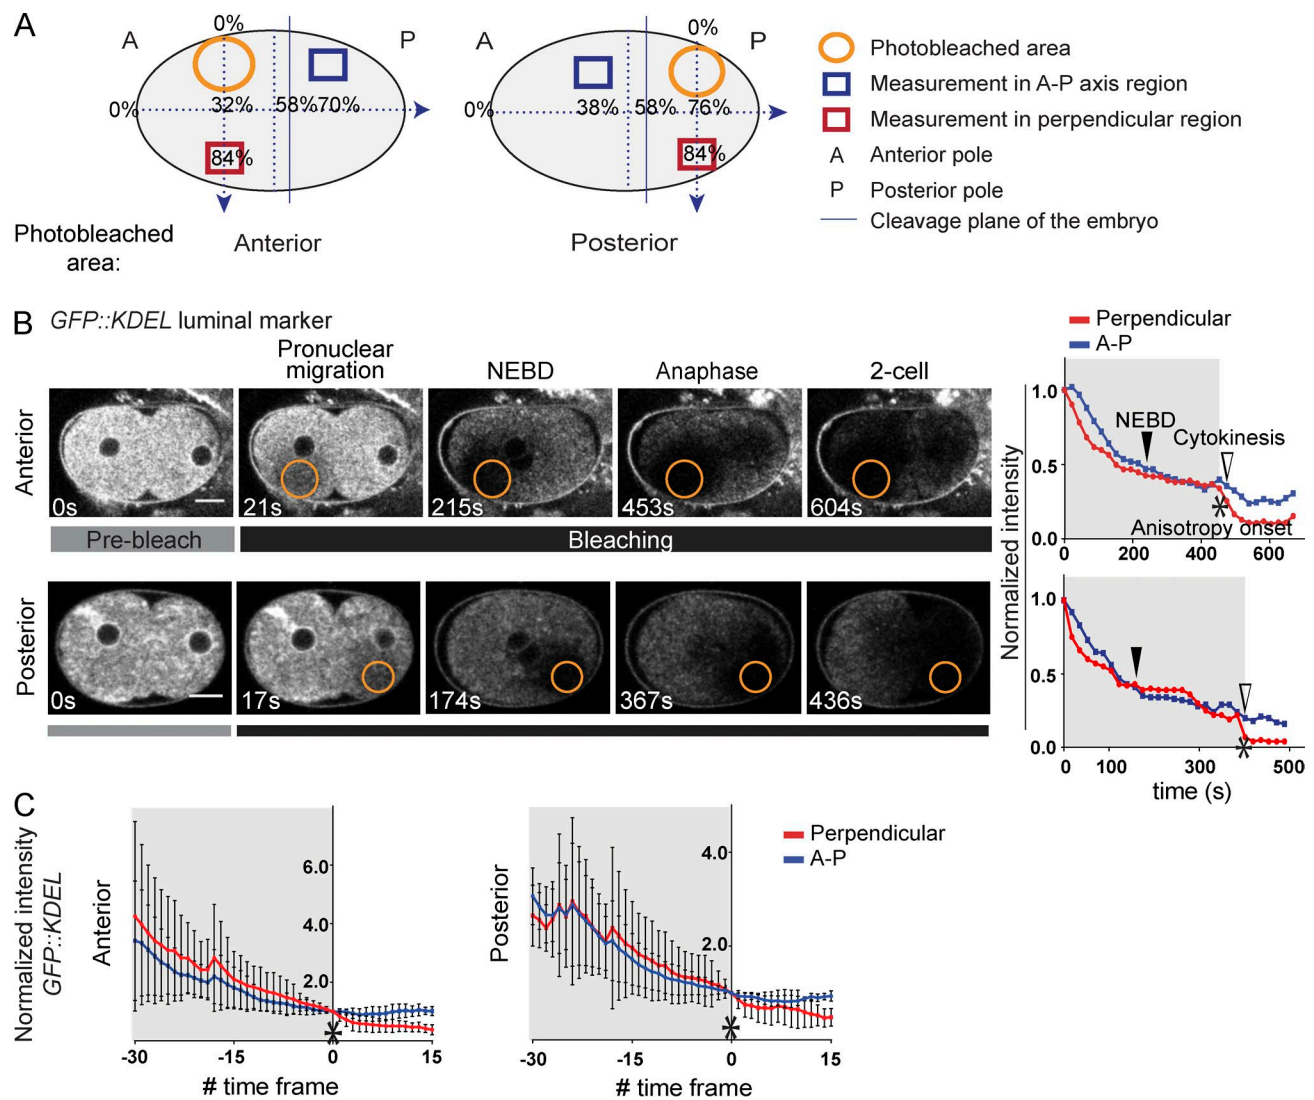 A
0%
A
P
0%
32%
58%
70%
84%
Photobleached
area:
Anterior
0%
A
P
0%
38%
58%
76%
84%
Posterior
Photobleached area
Measurement in A-P axis region
Measurement in perpendicular region
A Anterior pole
P Posterior pole
Cleavage plane of the embryo
B
GFP::KDEL luminal marker
Pronuclear
migration
NEBD
Anaphase
2-cell
Anterior
0s
21s
215s
453s
604s
Pre-bleach
Bleaching
Posterior
0s
17s
174s
367s
436s
Perpendicular
A-P
Normalized intensity
1.0
0.5
0.0
NEBD
Cytokinesis
Anisotropy onset
0 200 400 600
1.0
0.5
0.0
0 100 300 500
time (s)
C
Normalized intensity
GFP::KDEL
Anterior
6.0
4.0
2.0
-30 -15 0 15
# time frame
Posterior
4.0
2.0
-30 -15 0 15
# time frame
Perpendicular
A-P